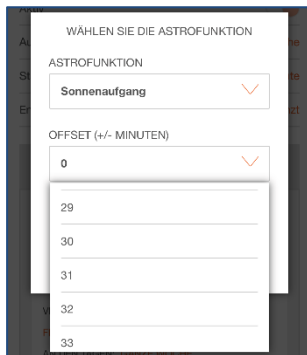 WÄHLEN SIE DIE ASTROFUNKTION
ASTROFUNKTION
Sonnenaufgang
OFFSET (+/- MINUTEN)
0
29
30
31
32
33